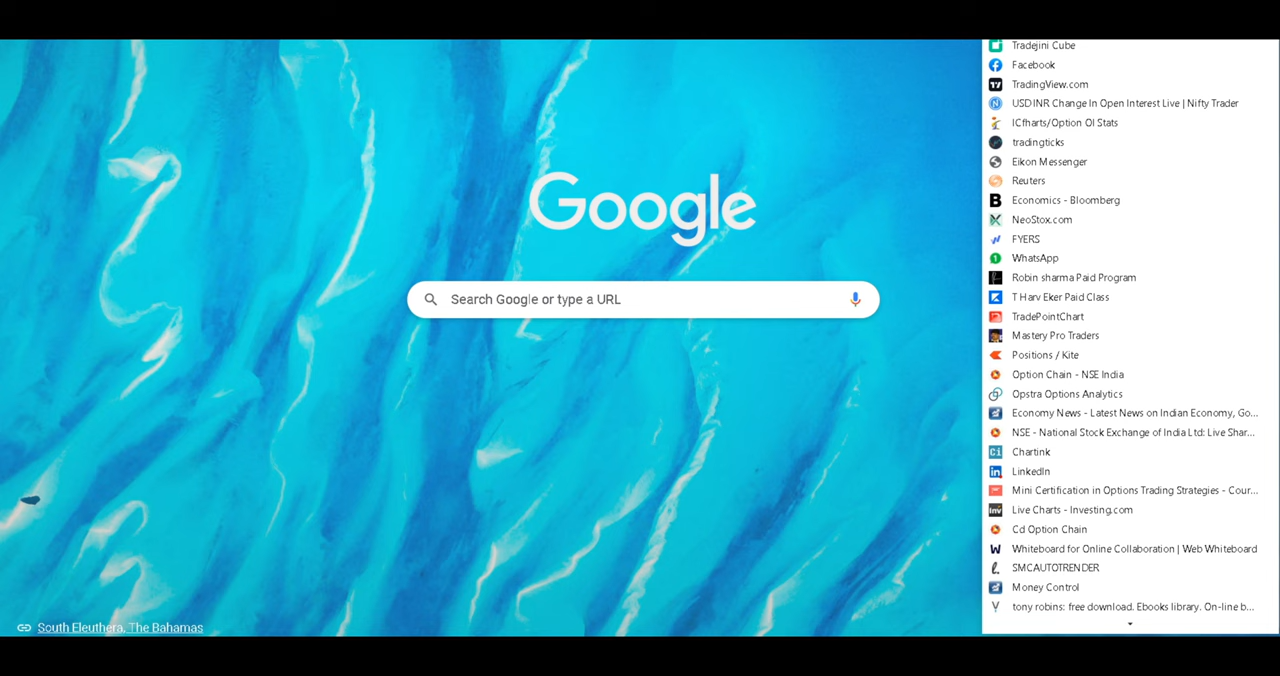 Tradejini Cube
Facebook
TradingView.com
USDINR Change In Open Interest Live | Nifty Trader
ICfharts/Option OI Stats
tradingticks
Eikon Messenger
Reuters
Economics - Bloomberg
NeoStox.com
FYERS
WhatsApp
Robin sharma Paid Program
T Harv Eker Paid Class
TradePointChart
Mastery Pro Traders
Positions / Kite
Option Chain - NSE India
Opstra Options Analytics
Economy News - Latest News on Indian Economy, Go...
NSE - National Stock Exchange of India Ltd: Live Shar...
Chartink
LinkedIn
Mini Certification in Options Trading Strategies - Cour...
Live Charts - Investing.com
Cd Option Chain
Whiteboard for Online Collaboration | Web Whiteboard
SMCAUTOTRENDER
Money Control
tony robins: free download. Ebooks library. On-line b...
Google
Search Google or type a URL
South Eleuthera, The Bahamas